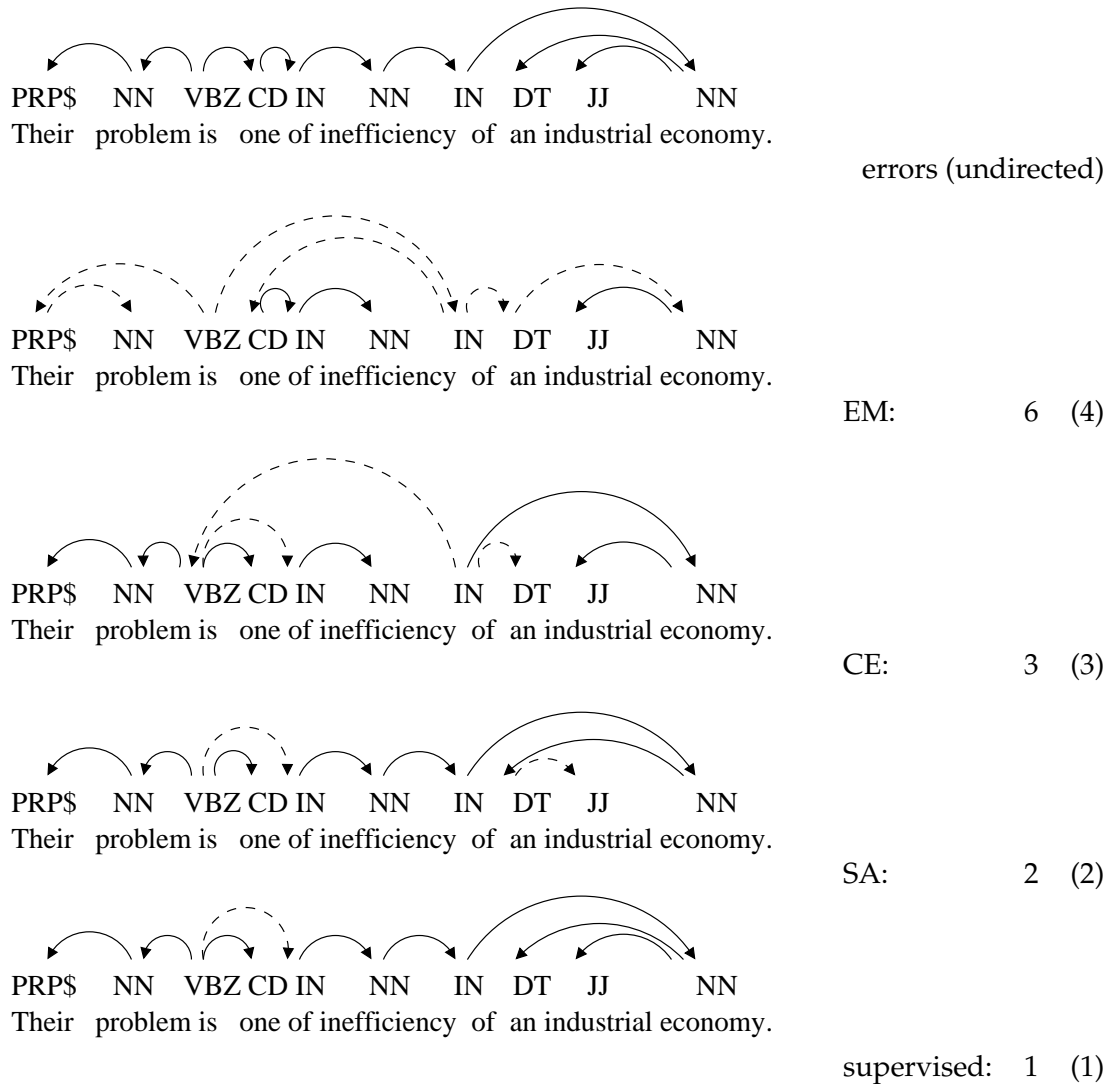 PRP$ NN VBZ CD IN NN IN DT JJ NN
Their problem is one of inefficiency of an industrial economy.
errors (undirected)
PRP$ NN VBZ CD IN NN IN DT JJ NN
Their problem is one of inefficiency of an industrial economy.
EM: 6 (4)
PRP$ NN VBZ CD IN NN IN DT JJ NN
Their problem is one of inefficiency of an industrial economy.
CE: 3 (3)
PRP$ NN VBZ CD IN NN IN DT JJ NN
Their problem is one of inefficiency of an industrial economy.
SA: 2 (2)
PRP$ NN VBZ CD IN NN IN DT JJ NN
Their problem is one of inefficiency of an industrial economy.
supervised: 1 (1)